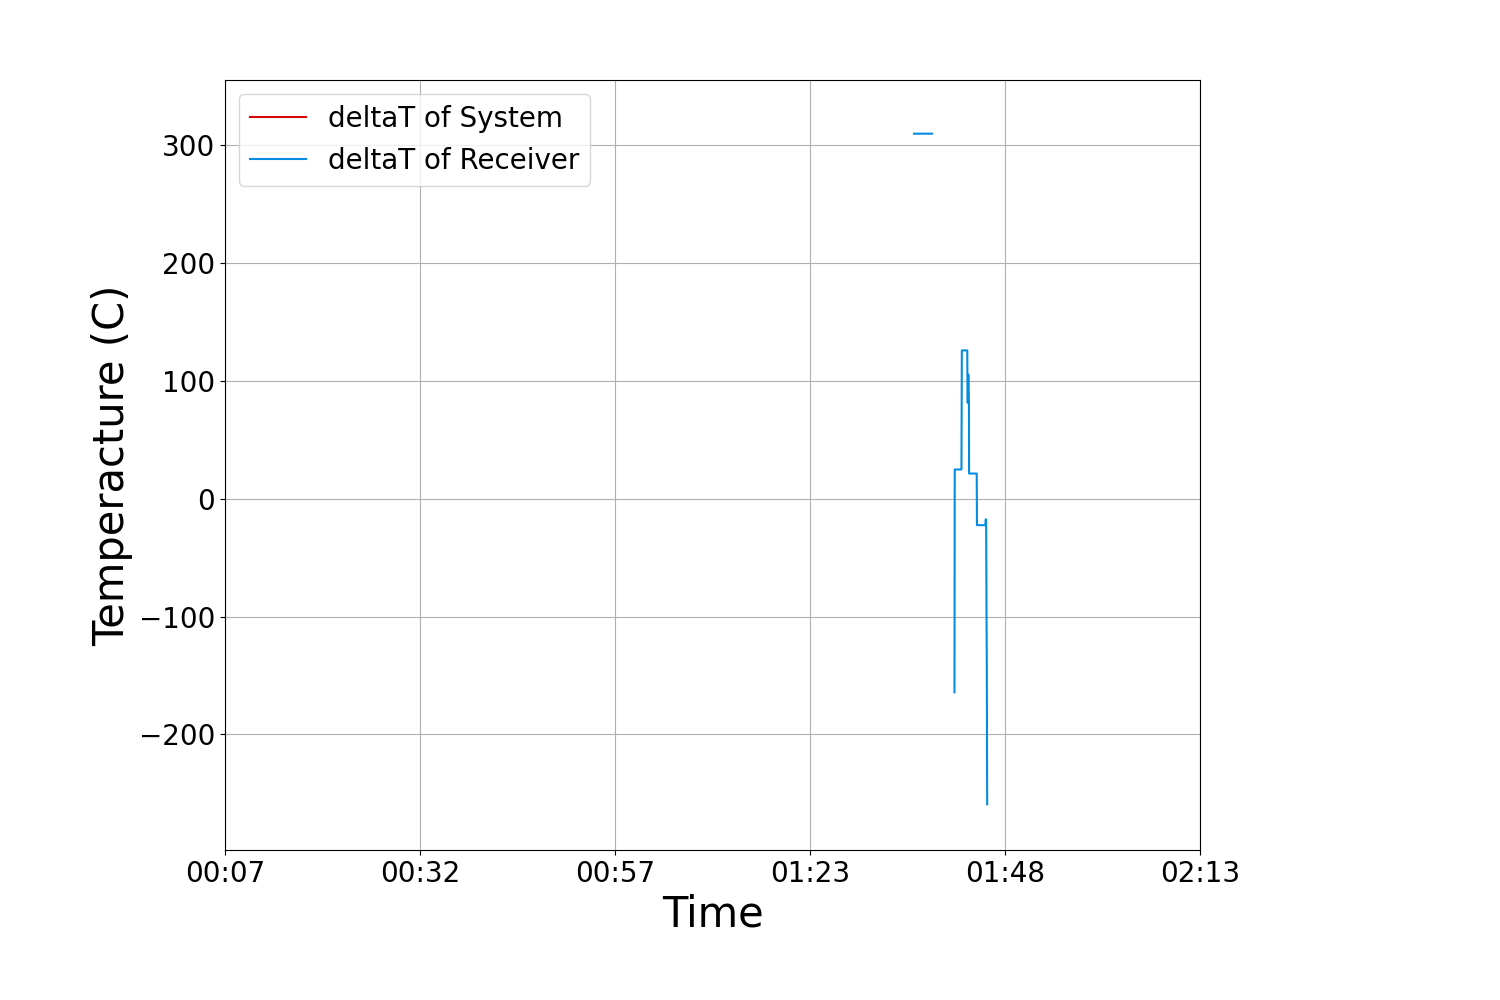 deltaT of System
deltaT of Receiver
300
200
100
0
−100
−200
Temperacture (C)
00:07 00:32 00:57 01:23 01:48 02:13
Time